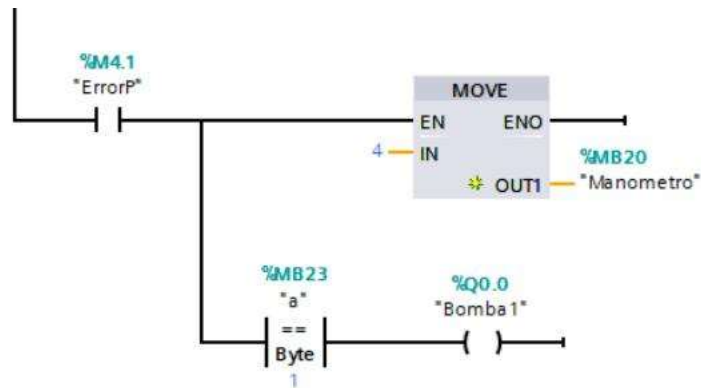 %M4.1
"ErrorP"
MOVE
EN ENO
4 IN
%MB20
OUT1 "Manometro"
%MB23
"a"
==
Byte
1
%Q0.0
"Bomba1"